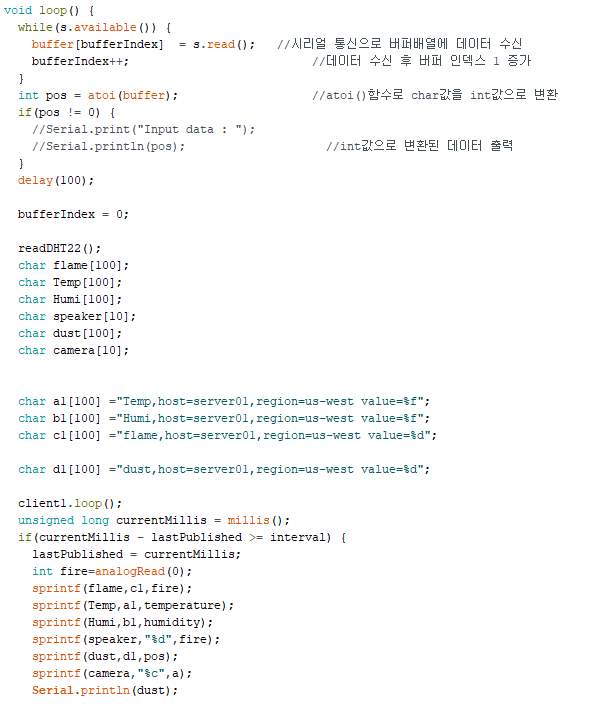 void loop() {
  while(s.available()) {
    buffer[bufferIndex]  = s.read();   //시리얼 통신으로 버퍼배열에 데이터 수신
    bufferIndex++;                          //데이터 수신 후 버퍼 인덱스 1 증가
  }
  int pos = atoi(buffer);                   //atoi()함수로 char값을 int값으로 변환
  if(pos != 0) {
    //Serial.print("Input data : ");
    //Serial.println(pos);                    //int값으로 변환된 데이터 출력
  }
  delay(100);

  bufferIndex = 0;

  readDHT22();
  char flame[100];
  char Temp[100];
  char Humi[100];
  char speaker[10];
  char dust[100];
  char camera[10];

  char a1[100] ="Temp,host=server01,region=us-west value=%f";
  char b1[100] ="Humi,host=server01,region=us-west value=%f";
  char c1[100] ="flame,host=server01,region=us-west value=%d";

  char d1[100] ="dust,host=server01,region=us-west value=%d";

  client1.loop();
  unsigned long currentMillis = millis();
  if(currentMillis - lastPublished >= interval) {
    lastPublished = currentMillis;
    int fire=analogRead(0);
    sprintf(flame,c1,fire);
    sprintf(Temp,a1,temperature);
    sprintf(Humi,b1,humidity);
    sprintf(speaker,"%d",fire);
    sprintf(dust,d1,pos);
    sprintf(camera,"%c",a);
    Serial.println(dust);